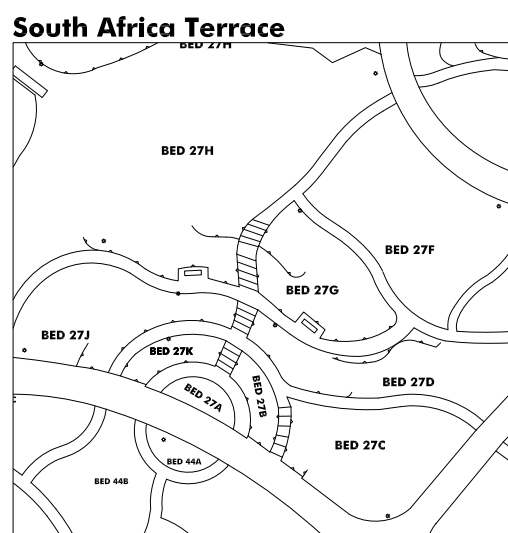 South Africa Terrace
BED 27H
BED 27H
BED 27F
BED 27G
BED 27J
BED 27K
BED 27A
BED 27B
BED 27D
BED 27C
BED 44A
BED 44B